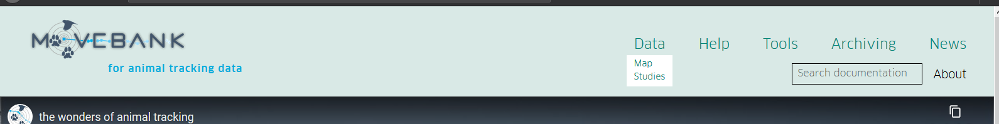 MOVEBANK
for animal tracking data
Data Help Tools Archiving News
Map
Studies
Search documentation
About
the wonders of animal tracking